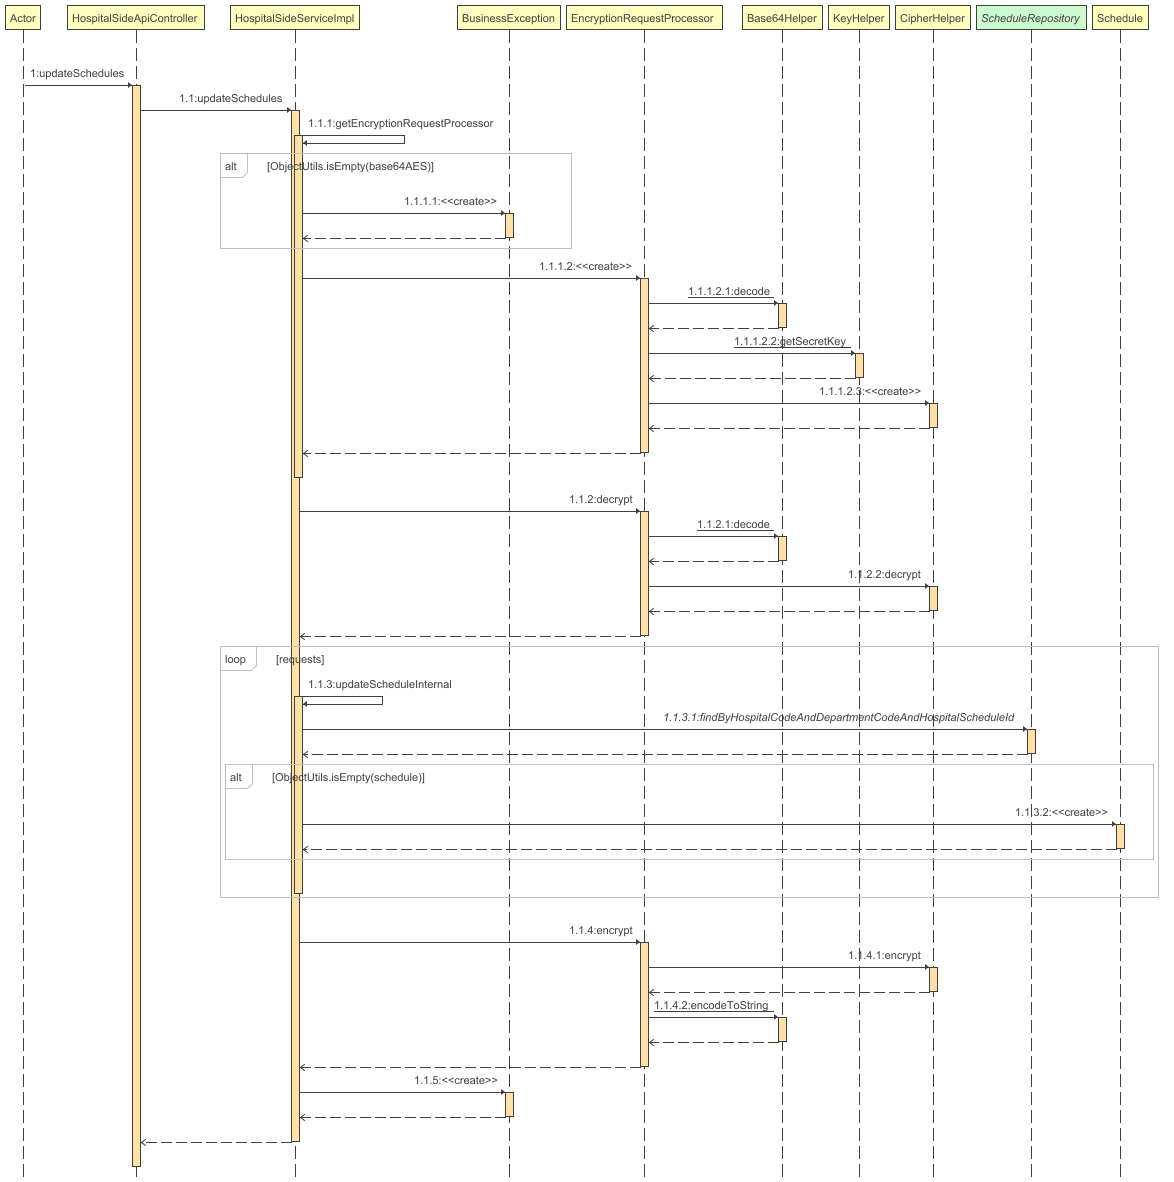 Actor HospitalSideApiController HospitalSideServiceImpl BusinessException EncryptionRequestProcessor Base64Helper KeyHelper CipherHelper ScheduleRepository Schedule
1:updateSchedules
1.1:updateSchedules
1.1.1:getEncryptionRequestProcessor
alt [ObjectUtils.isEmpty(base64AES)]
1.1.1.1:<<create>>
1.1.1.2:<<create>>
1.1.1.2.1:decode
1.1.1.2.2:getSecretKey
1.1.1.2.3:<<create>>
1.1.2:decrypt
1.1.2.1:decode
1.1.2.2:decrypt
loop [requests]
1.1.3:updateScheduleInternal
1.1.3.1:findByHospitalCodeAndDepartmentCodeAndHospitalScheduleId
alt [ObjectUtils.isEmpty(schedule)]
1.1.3.2:<<create>>
1.1.4:encrypt
1.1.4.1:encrypt
1.1.4.2:encodeToString
1.1.5:<<create>>